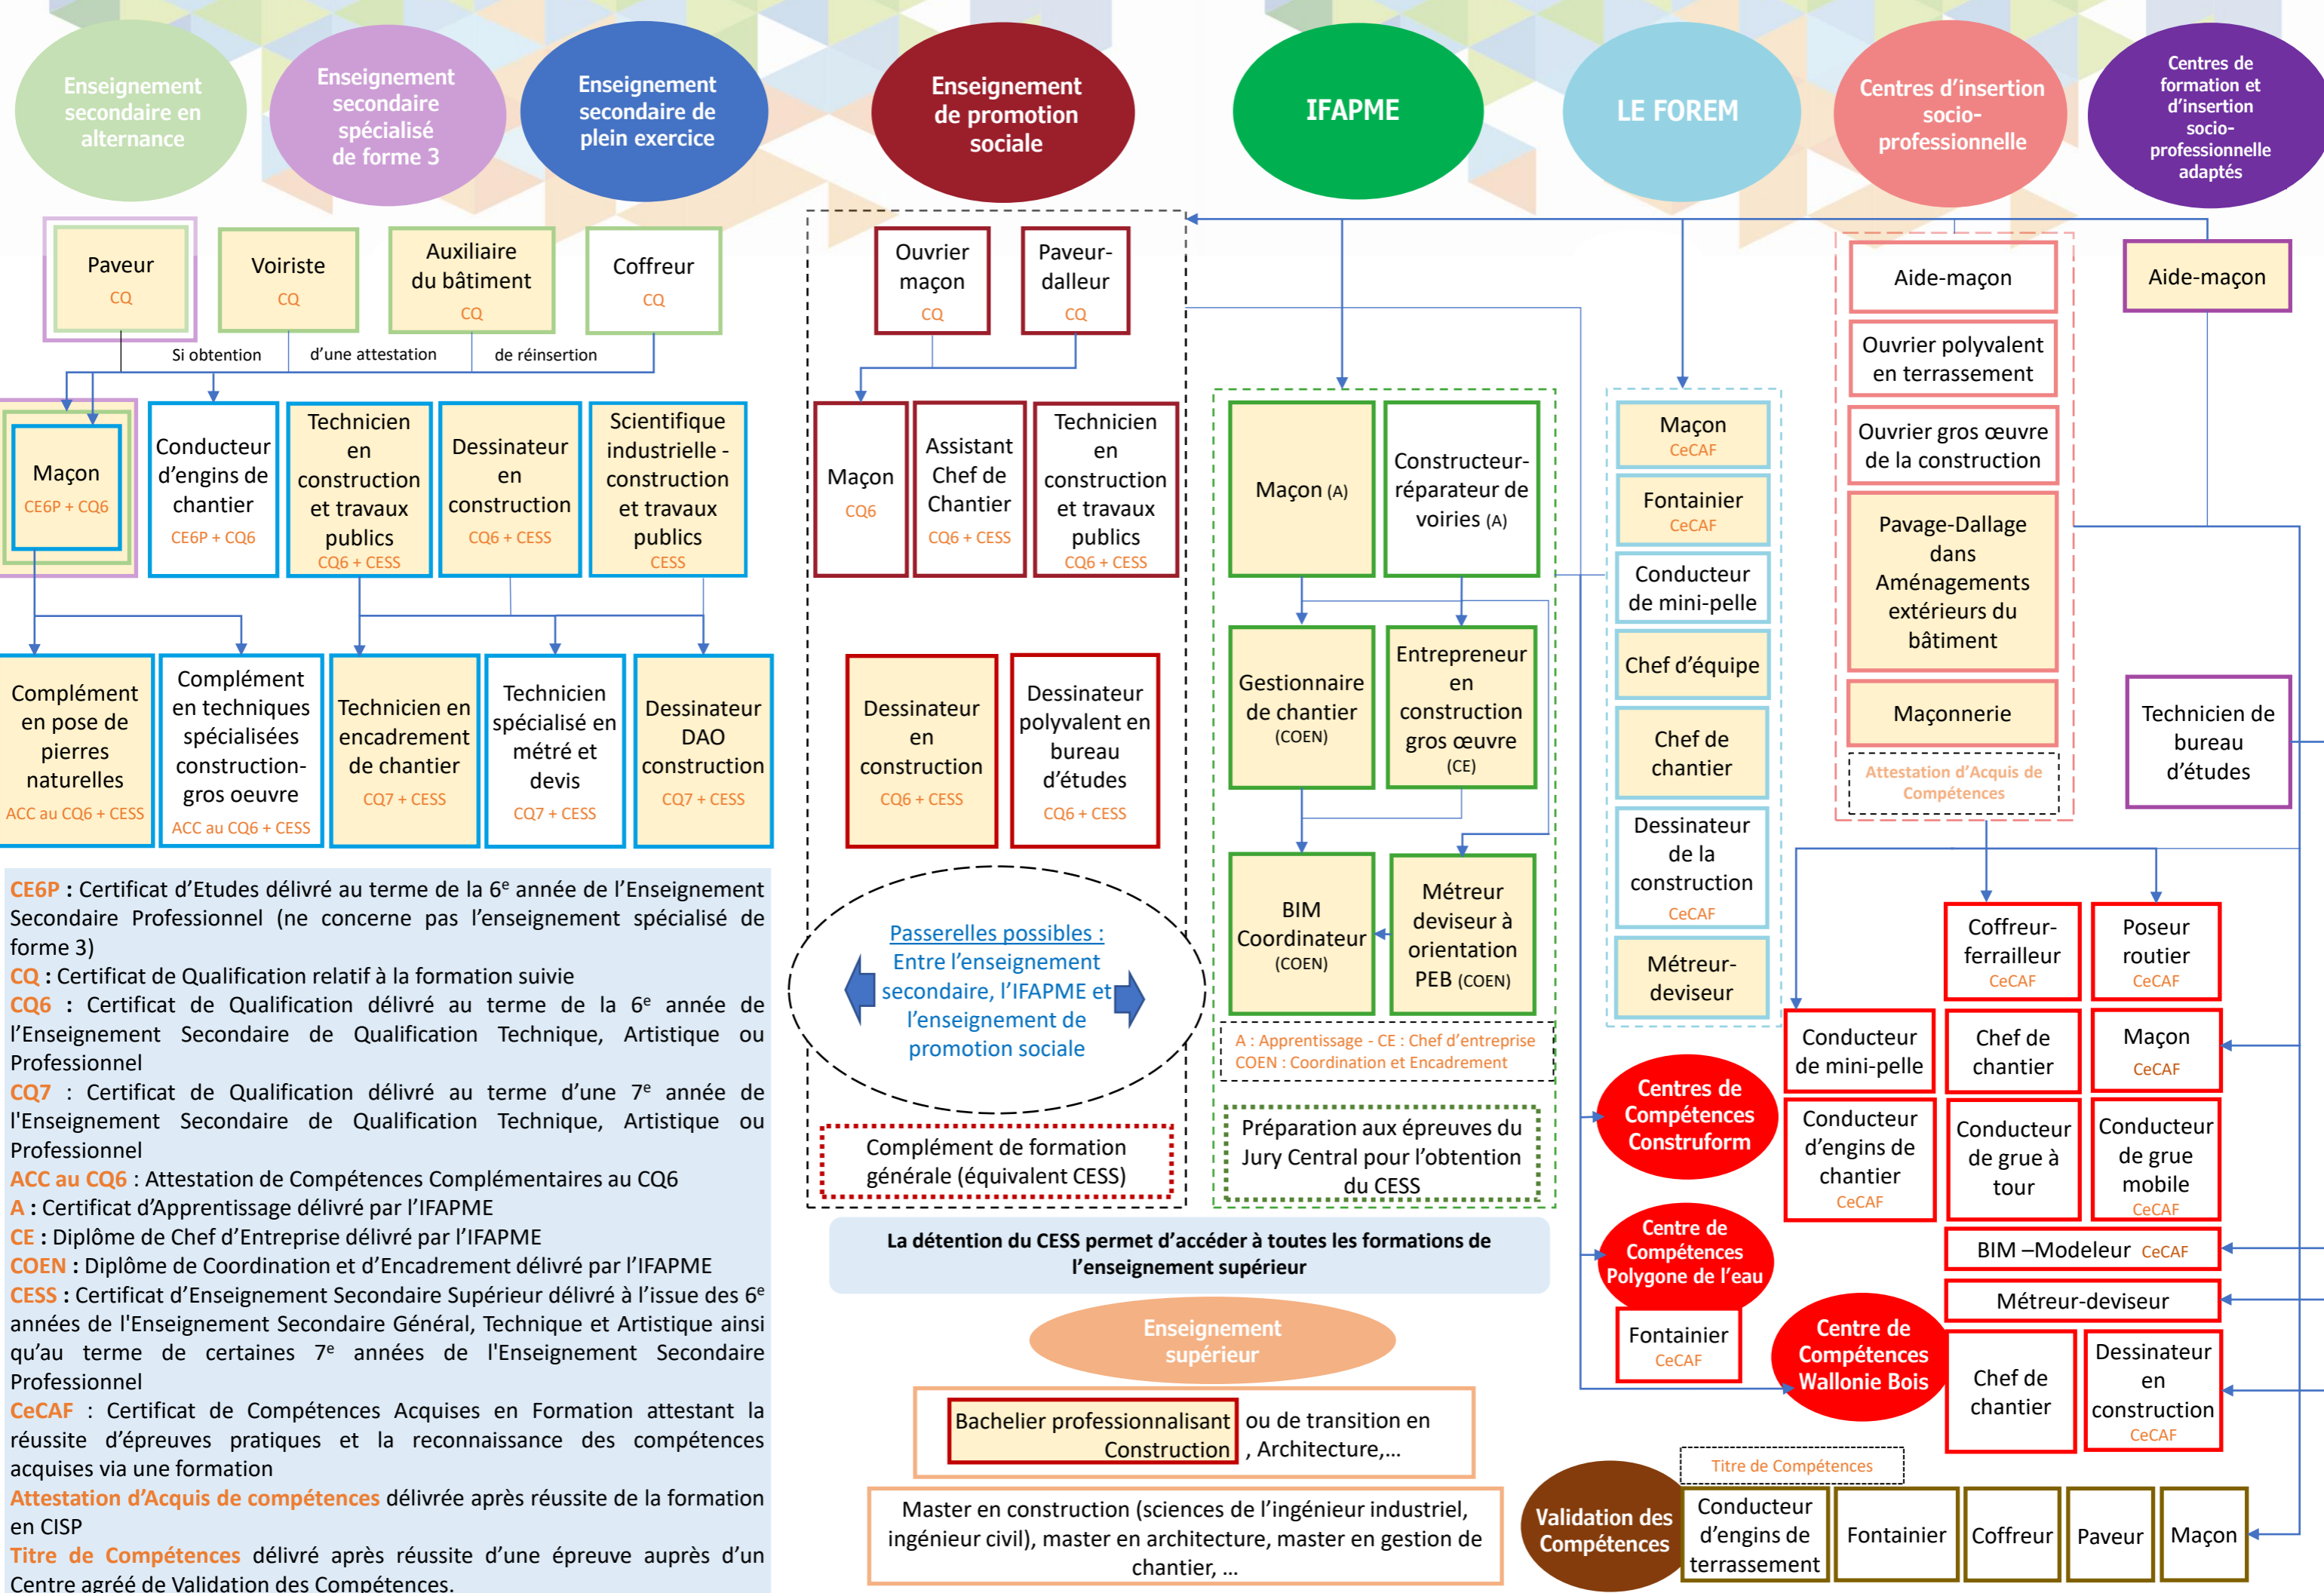 Enseignement
secondaire en
alternance
Enseignement
secondaire
spécialisé
de forme 3
Enseignement
secondaire de
plein exercice
Enseignement
de promotion
sociale
IFAPME
LE FOREM
Centres d'insertion
socio-
professionnelle
Centres de
formation et
d'insertion
socio-
professionnelle
adaptés
Paveur
CQ
Voiriste
CQ
Auxiliaire
du bâtiment
CQ
Coffreur
CQ
Si obtention
d'une attestation
de réinsertion
Maçon
CE6P + CQ6
Conducteur
d'engins de
chantier
CE6P + CQ6
Technicien
en
construction
et travaux
publics
CQ6 + CESS
Dessinateur
en
construction
CQ6 + CESS
Scientifique
industrielle -
construction
et travaux
publics
CESS
Complément
en pose de
pierres
naturelles
ACC au CQ6 + CESS
Complément
en techniques
spécialisées
construction-
gros oeuvre
ACC au CQ6 + CESS
Technicien en
encadrement
de chantier
CQ7 + CESS
Technicien
spécialisé en
métré et
devis
CQ7 + CESS
Dessinateur
DAO
construction
CQ7 + CESS
CE6P : Certificat d'Etudes délivré au terme de la 6e année de l'Enseignement
Secondaire Professionnel (ne concerne pas l'enseignement spécialisé de
forme 3)
CQ : Certificat de Qualification relatif à la formation suivie
CQ6 : Certificat de Qualification délivré au terme de la 6e année de
l'Enseignement Secondaire de Qualification Technique, Artistique ou
Professionnel
CQ7 : Certificat de Qualification délivré au terme d'une 7e année de
l'Enseignement Secondaire de Qualification Technique, Artistique ou
Professionnel
ACC au CQ6 : Attestation de Compétences Complémentaires au CQ6
A : Certificat d'Apprentissage délivré par l'IFAPME
CE : Diplôme de Chef d'Entreprise délivré par l'IFAPME
COEN : Diplôme de Coordination et d'Encadrement délivré par l'IFAPME
CESS : Certificat d'Enseignement Secondaire Supérieur délivré à l'issue des 6e
années de l'Enseignement Secondaire Général, Technique et Artistique ainsi
qu'au terme de certaines 7e années de l'Enseignement Secondaire
Professionnel
CeCAF : Certificat de Compétences Acquises en Formation attestant la
réussite d'épreuves pratiques et la reconnaissance des compétences
acquises via une formation
Attestation d'Acquis de compétences délivrée après réussite de la formation
en CISP
Titre de Compétences délivré après réussite d'une épreuve auprès d'un
Centre agréé de Validation des Compétences.
Ouvrier
maçon
CQ
Paveur-
dalleur
CQ
Maçon
CQ6
Assistant
Chef de
Chantier
CQ6 + CESS
Technicien
en
construction
et travaux
publics
CQ6 + CESS
Dessinateur
en
construction
CQ6 + CESS
Dessinateur
polyvalent en
bureau
d'études
CQ6 + CESS
Passerelles possibles :
Entre l'enseignement
secondaire, l'IFAPME et
l'enseignement de
promotion sociale
Complément de formation
générale (équivalent CESS)
Maçon (A)
Constructeur-
réparateur de
voiries (A)
Gestionnaire
de chantier
(COEN)
Entrepreneur
en
construction
gros œuvre
(CE)
BIM
Coordinateur
(COEN)
Métreur
deviseur à
orientation
PEB (COEN)
A : Apprentissage - CE : Chef d'entreprise
COEN : Coordination et Encadrement
Préparation aux épreuves du
Jury Central pour l'obtention
du CESS
La détention du CESS permet d'accéder à toutes les formations de
l'enseignement supérieur
Enseignement
supérieur
Bachelier professionnalisant ou de transition en
Construction , Architecture,...
Master en construction (sciences de l'ingénieur industriel,
ingénieur civil), master en architecture, master en gestion de
chantier, ...
Maçon
CeCAF
Fontainier
CeCAF
Conducteur
de mini-pelle
Chef d'équipe
Chef de
chantier
Dessinateur
de la
construction
CeCAF
Métreur-
deviseur
Aide-maçon
Ouvrier polyvalent
en terrassement
Ouvrier gros œuvre
de la construction
Pavage-Dallage
dans
Aménagements
extérieurs du
bâtiment
Maçonnerie
Attestation d'Acquis de
Compétences
Aide-maçon
Technicien de
bureau
d'études
Centres de
Compétences
Construform
Coffreur-
ferrailleur
CeCAF
Poseur
routier
CeCAF
Conducteur
de mini-pelle
Chef de
chantier
Maçon
CeCAF
Conducteur
d'engins de
chantier
CeCAF
Conducteur
de grue à
tour
Conducteur
de grue
mobile
CeCAF
BIM –Modeleur CeCAF
Métreur-deviseur
Centre de
Compétences
Polygone de l'eau
Fontainier
CeCAF
Centre de
Compétences
Wallonie Bois
Chef de
chantier
Dessinateur
en
construction
CeCAF
Titre de Compétences
Validation des
Compétences
Conducteur
d'engins de
terrassement
Fontainier
Coffreur
Paveur
Maçon